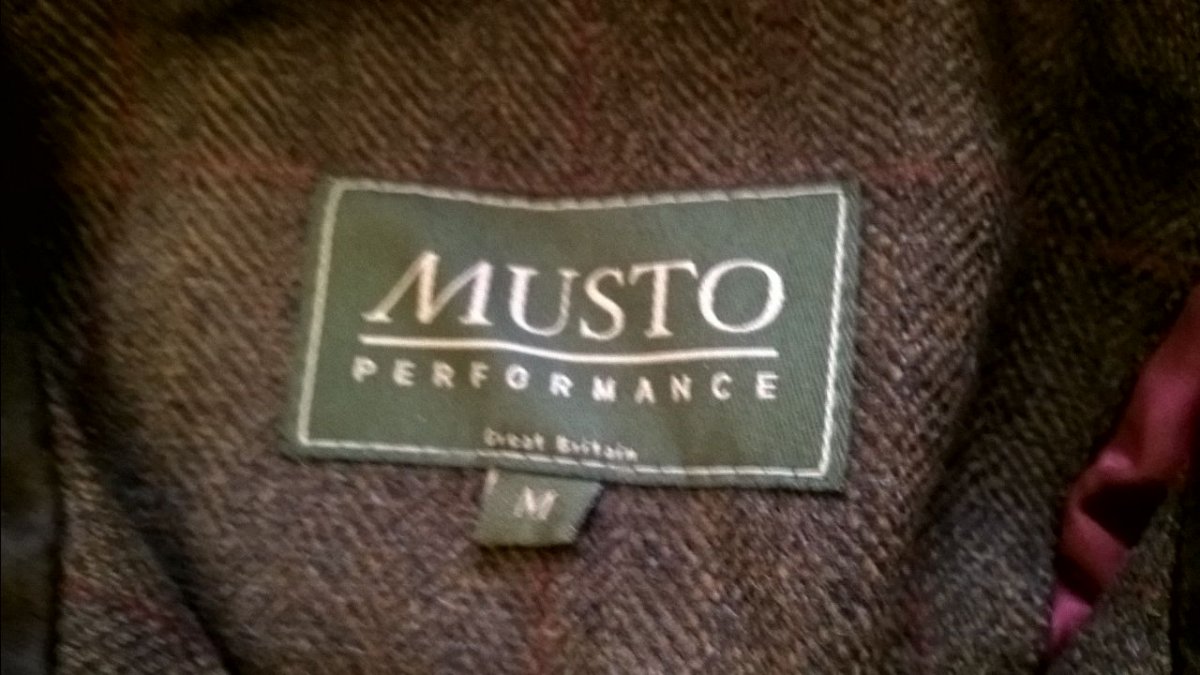 MUSTO
PERFORMANCE
Great Britain
M